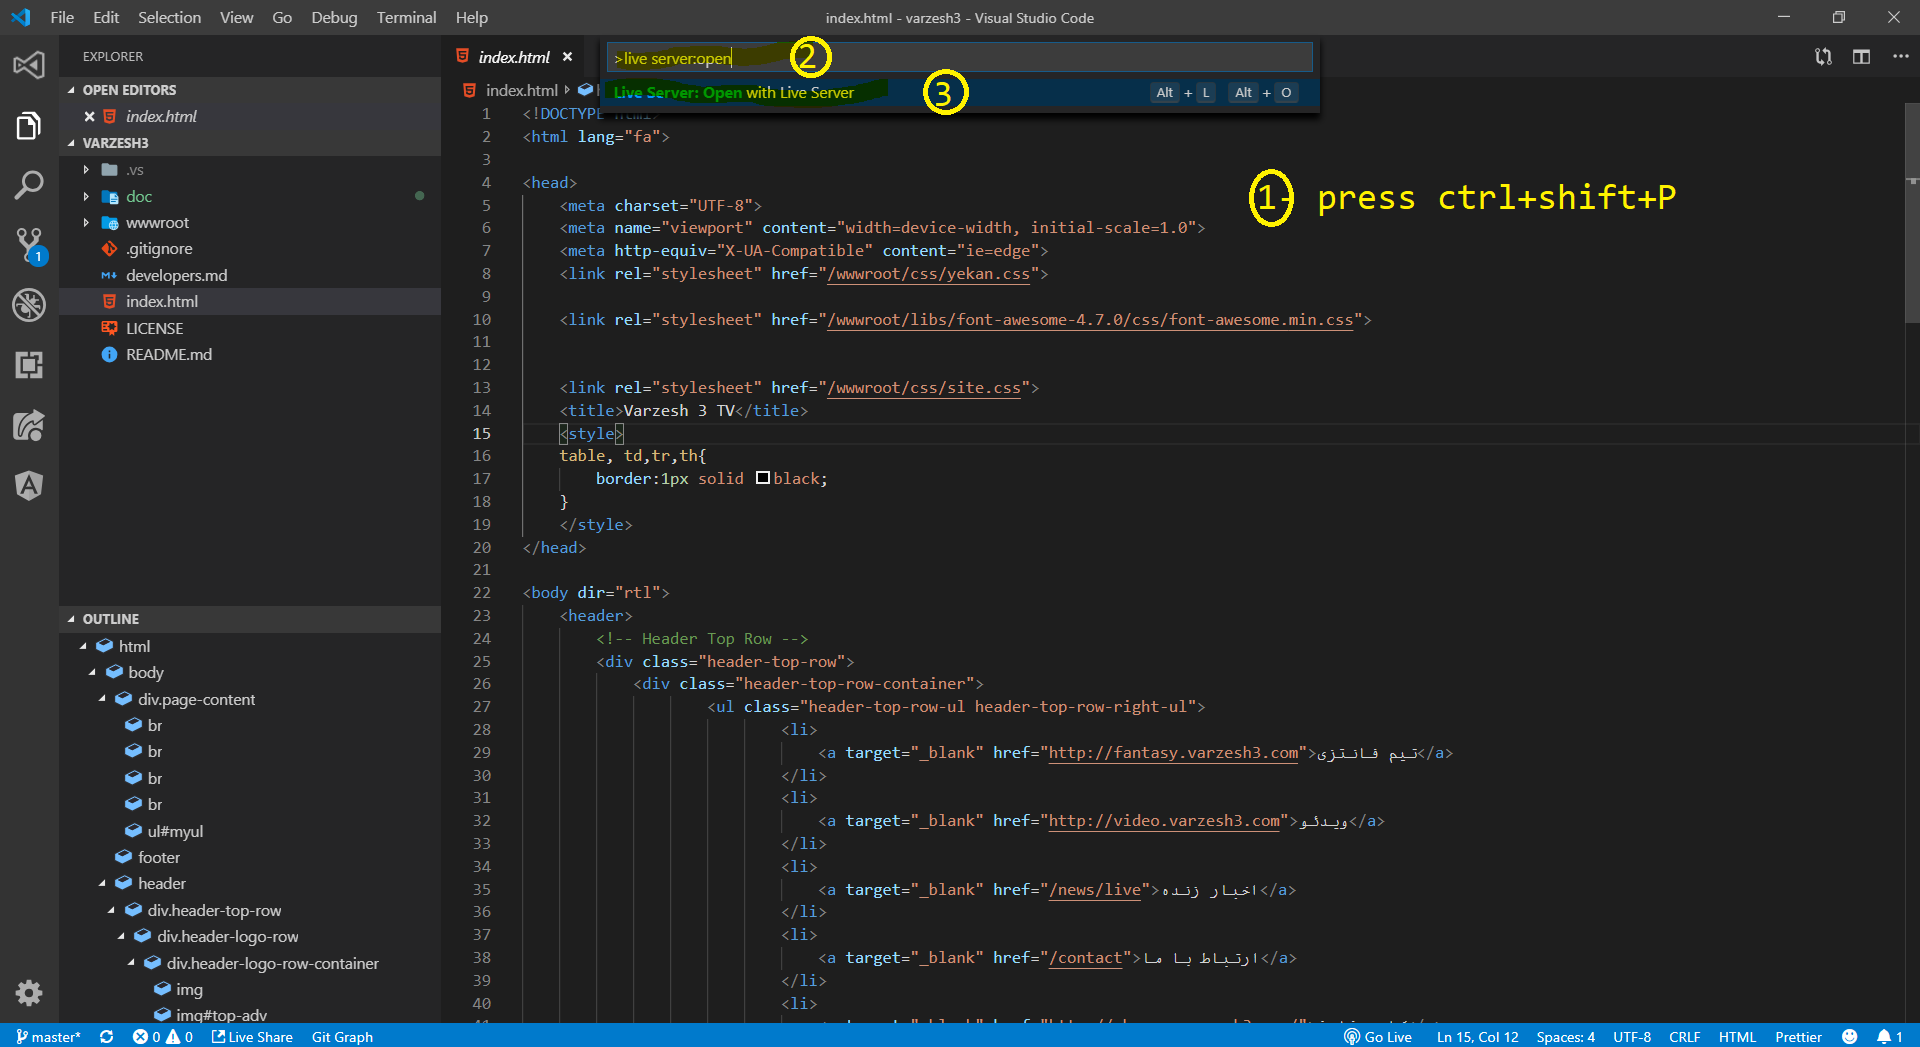 File Edit Selection View Go Debug Terminal Help
index.html - varzesh3 - Visual Studio Code
EXPLORER
OPEN EDITORS
index.html
VARZESH3
.vs
doc
wwwroot
.gitignore
developers.md
index.html
LICENSE
README.md
1
OUTLINE
html
body
div.page-content
br
br
br
br
ul#myul
footer
header
div.header-top-row
div.header-logo-row
div.header-logo-row-container
img
img#top-adv
index.html
>live server:open
2
Live Server: Open with Live Server
3
Alt + L Alt + O
1- press ctrl+shift+P
index.html
1 <!DOCTYPE html>
2 <html lang="fa">
3
4 <head>
5 <meta charset="UTF-8">
6 <meta name="viewport" content="width=device-width, initial-scale=1.0">
7 <meta http-equiv="X-UA-Compatible" content="ie=edge">
8 <link rel="stylesheet" href="/wwwroot/css/yekan.css">
9
10 <link rel="stylesheet" href="/wwwroot/libs/font-awesome-4.7.0/css/font-awesome.min.css">
11
12
13 <link rel="stylesheet" href="/wwwroot/css/site.css">
14 <title>Varzesh 3 TV</title>
15 <style>
16 table, td,tr,th{
17 border:1px solid black;
18 }
19 </style>
20 </head>
21
22 <body dir="rtl">
23 <header>
24 <!-- Header Top Row -->
25 <div class="header-top-row">
26 <div class="header-top-row-container">
27 <ul class="header-top-row-ul header-top-row-right-ul">
28 <li>
29 <a target="_blank" href="http://fantasy.varzesh3.com">تیم فانتزی</a>
30 </li>
31 <li>
32 <a target="_blank" href="http://video.varzesh3.com">ویدئو</a>
33 </li>
34 <li>
35 <a target="_blank" href="/news/live">اخبار زنده</a>
36 </li>
37 <li>
38 <a target="_blank" href="/contact">ارتباط با ما</a>
39 </li>
40 <li>
master* 0 0 Live Share Git Graph
Go Live Ln 15, Col 12 Spaces: 4 UTF-8 CRLF HTML Prettier 1